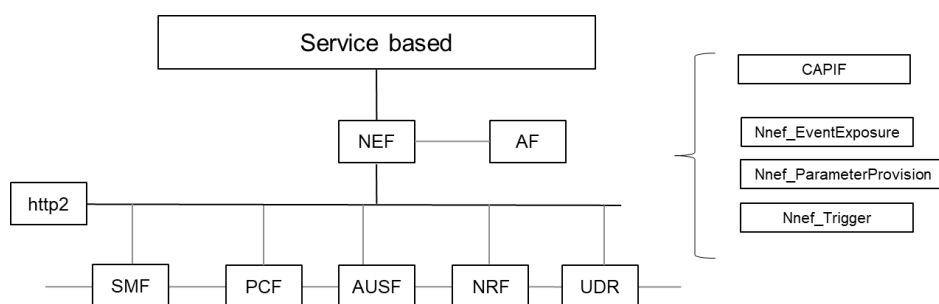 Service based
CAPIF
NEF
AF
Nnef_EventExposure
Nnef_ParameterProvision
http2
Nnef_Trigger
SMF
PCF
AUSF
NRF
UDR